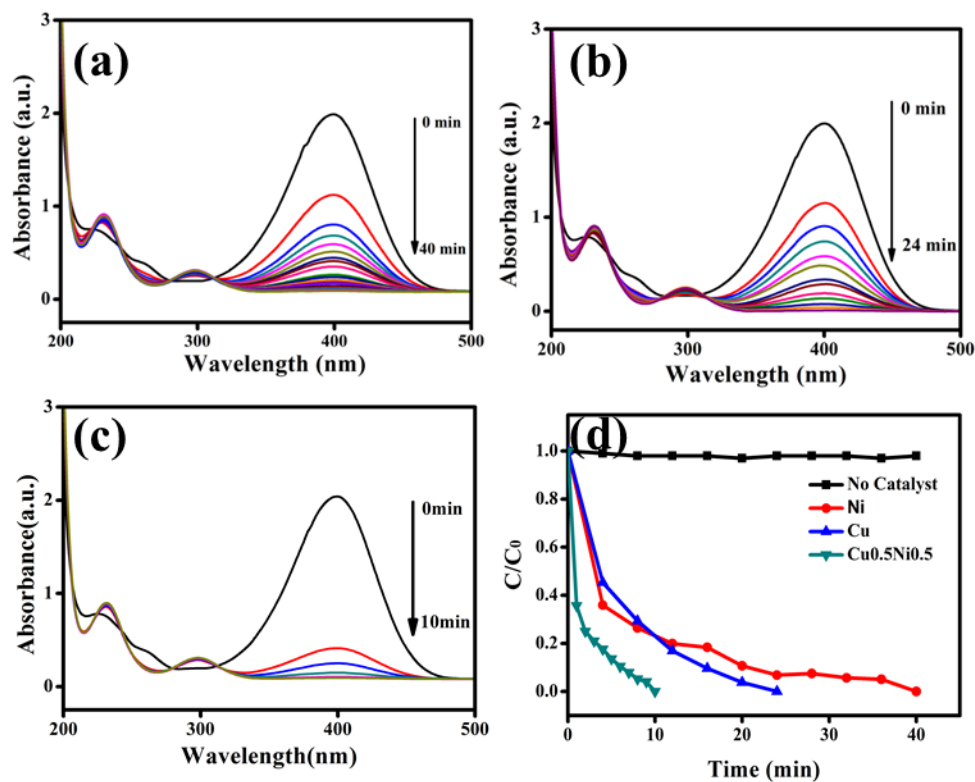 (a)
Absorbance (a.u.)
3
2
1
0
0 min
40 min
200 300 400 500
Wavelength (nm)
(b)
Absorbance (a.u.)
3
2
1
0
0 min
24 min
200 300 400 500
Wavelength (nm)
(c)
Absorbance(a.u.)
3
2
1
0
0min
10min
200 300 400 500
Wavelength(nm)
(d)
C/C0
1.0
0.8
0.6
0.4
0.2
0.0
No Catalyst
Ni
Cu
Cu0.5Ni0.5
0 10 20 30 40
Time (min)